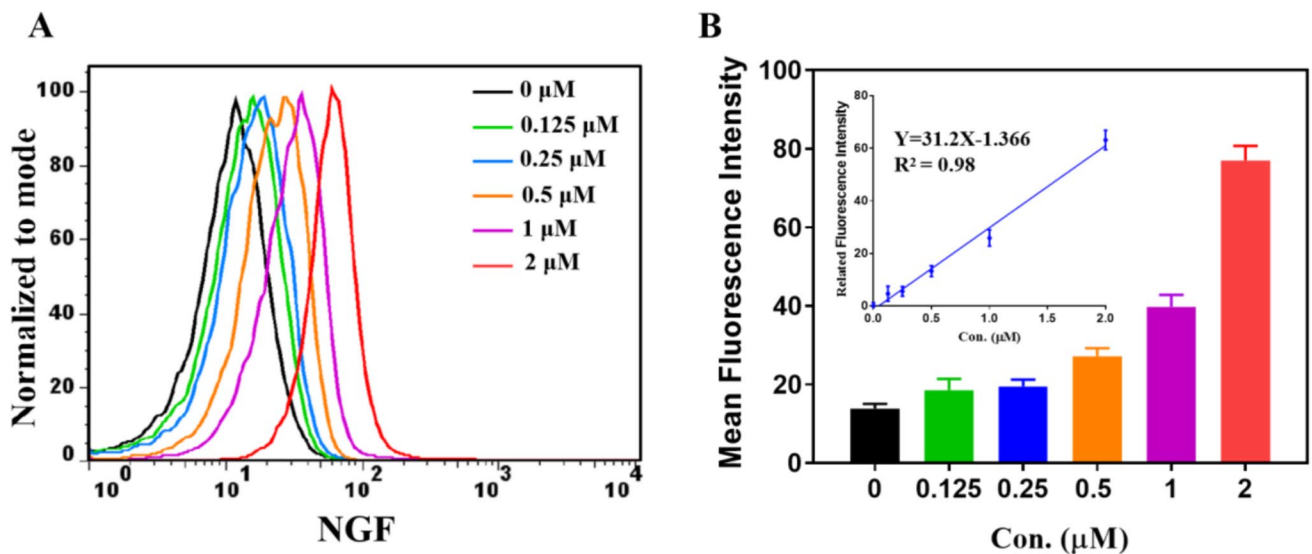 A
Normalized to mode
100
80
60
40
20
0
0 μM
0.125 μM
0.25 μM
0.5 μM
1 μM
2 μM
10⁰
10¹
10²
10³
10⁴
NGF
B
Mean Fluorescence Intensity
100
80
60
40
20
0
Related Fluorescence Intensity
80
60
40
20
0
Y=31.2X-1.366
R² = 0.98
0.0
0.5
1.0
1.5
2.0
Con. (μM)
0
0.125
0.25
0.5
1
2
Con. (μM)